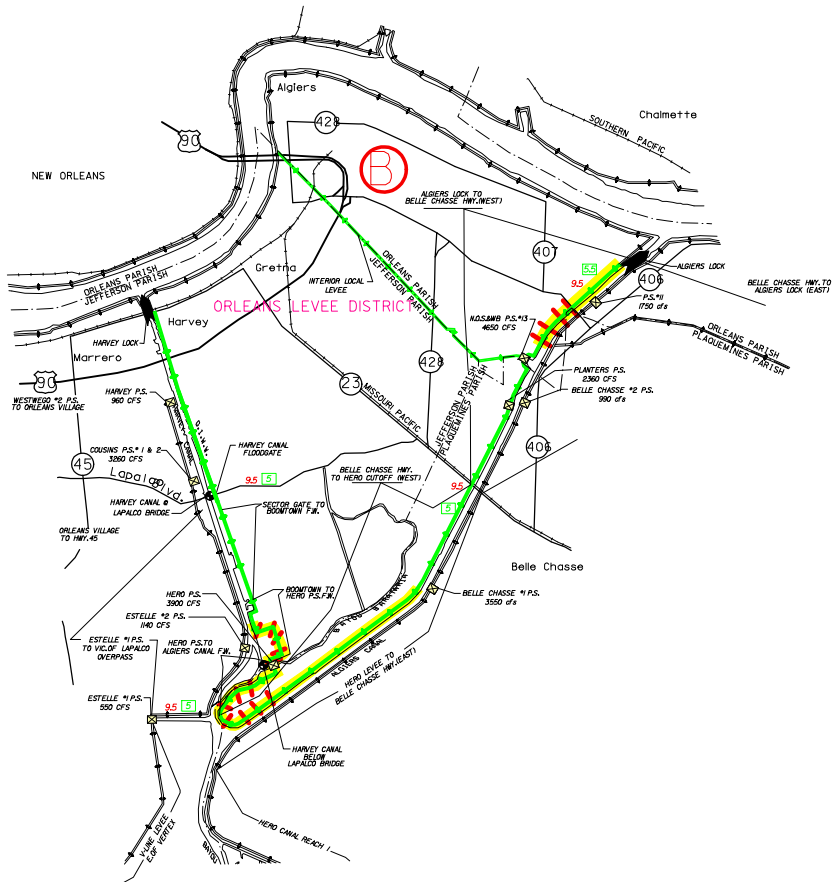 Algiers
428
90
Chalmette
SOUTHERN PACIFIC
NEW ORLEANS
B
ALGIERS LOCK TO
BELLE CHASSE HWY.(WEST)
407
ORLEANS PARISH
JEFFERSON PARISH
5.5
9.5
406
ALGIERS LOCK
Gretna
INTERIOR LOCAL
LEVEE
ORLEANS PARISH
JEFFERSON PARISH
BELLE CHASSE HWY.TO
ALGIERS LOCK (EAST)
P.S.#11
1750 cfs
ORLEANS LEVEE DISTRICT
HARVEY LOCK
Harvey
N.O.S.&W.B. P.S.#13
4650 CFS
ORLEANS PARISH
PLAQUEMINES PARISH
Marrero
428
90
23
MISSOURI PACIFIC
PLANTERS P.S.
2360 CFS
BELLE CHASSE #2 P.S.
990 cfs
WESTWEGO #2 P.S.
TO ORLEANS VILLAGE
HARVEY P.S.
960 CFS
HARVEY CANAL
JEFFERSON PARISH
PLAQUEMINES PARISH
406
COUSINS P.S.# 1 & 2
3260 CFS
45
HARVEY CANAL
FLOODGATE
Lapalco Blvd.
9.5 5
BELLE CHASSE HWY.
TO HERO CUTOFF (WEST)
9.5
5
HARVEY CANAL @
LAPALCO BRIDGE
SECTOR GATE TO
BOOMTOWN F.W.
ORLEANS VILLAGE
TO HWY.45
Belle Chasse
BOOMTOWN TO
HERO P.S.F.W.
BAYOU BARATARIA
BELLE CHASSE #1 P.S.
3550 cfs
HERO P.S.
3900 CFS
ESTELLE #2 P.S.
1140 CFS
ESTELLE #1 P.S.
TO VIC.OF LAPALCO
OVERPASS
HERO P.S.TO
ALGIERS CANAL F.W.
ALGIERS CANAL
HERO LEVEE TO
BELLE CHASSE HWY.(EAST)
ESTELLE #1 P.S.
550 CFS
9.5 5
HARVEY CANAL
BELOW
LAPALCO BRIDGE
V-LINE LEVEE
E.OF VERTEX
BAYOU
HERO CANAL REACH 1